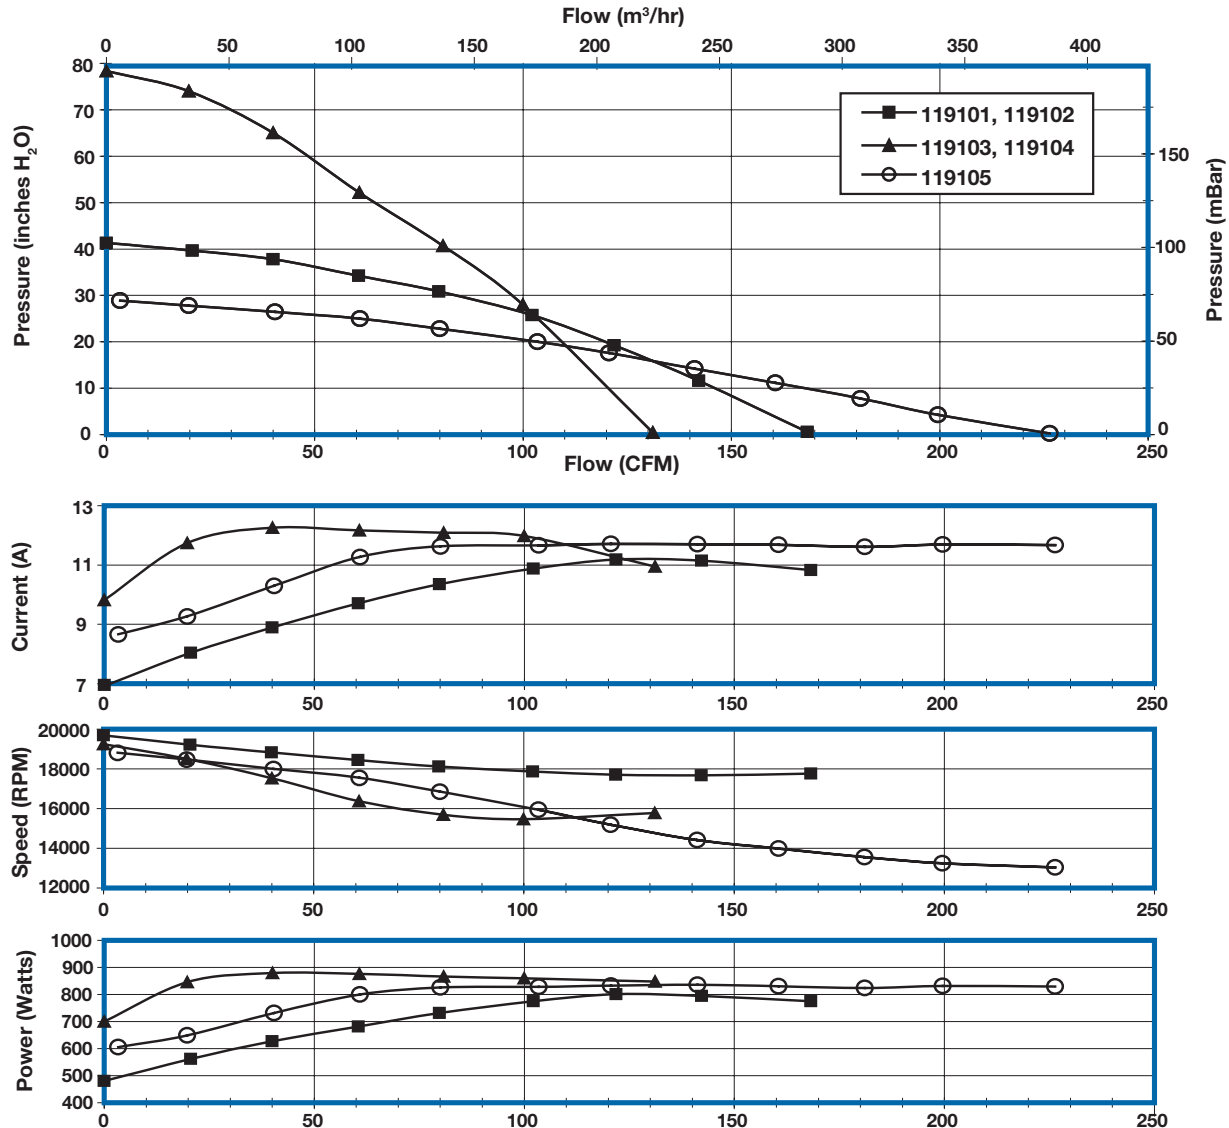 Flow (m³/hr)
0 50 100 150 200 250 300 350 400
80
70
60
50
40
30
20
10
0
Pressure (inches H₂O)
119101, 119102
119103, 119104
119105
150
100
50
0
Pressure (mBar)
0 50 100 150 200 250
Flow (CFM)
13
11
9
7
Current (A)
0 50 100 150 200 250
20000
18000
16000
14000
12000
Speed (RPM)
0 50 100 150 200 250
1000
900
800
700
600
500
400
Power (Watts)
0 50 100 150 200 250